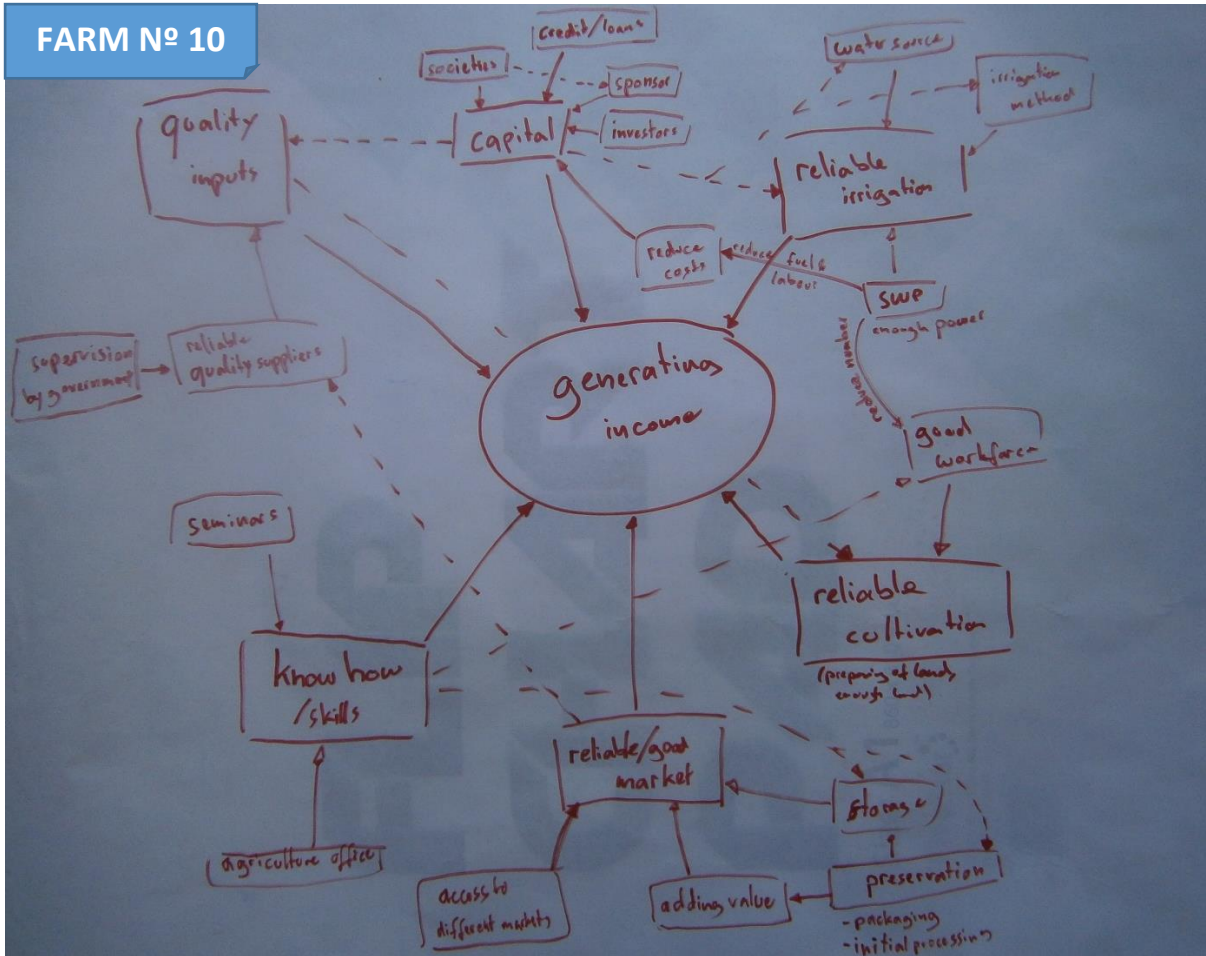 FARM Nº 10
credit/loans
societies
sponsor
investors
capital
water source
irrigation
method
reliable
irrigation
quality
inputs
reduce
costs
reduce fuel &
labour
SWP
enough power
reduce number
good
workforce
supervision
by government
reliable
quality suppliers
generating
income
seminars
know how
/skills
agriculture office
reliable/good
market
access to
different markets
adding value
storage
preservation
-packaging
-initial processing
reliable
cultivation
(preparing of land,
enough land)